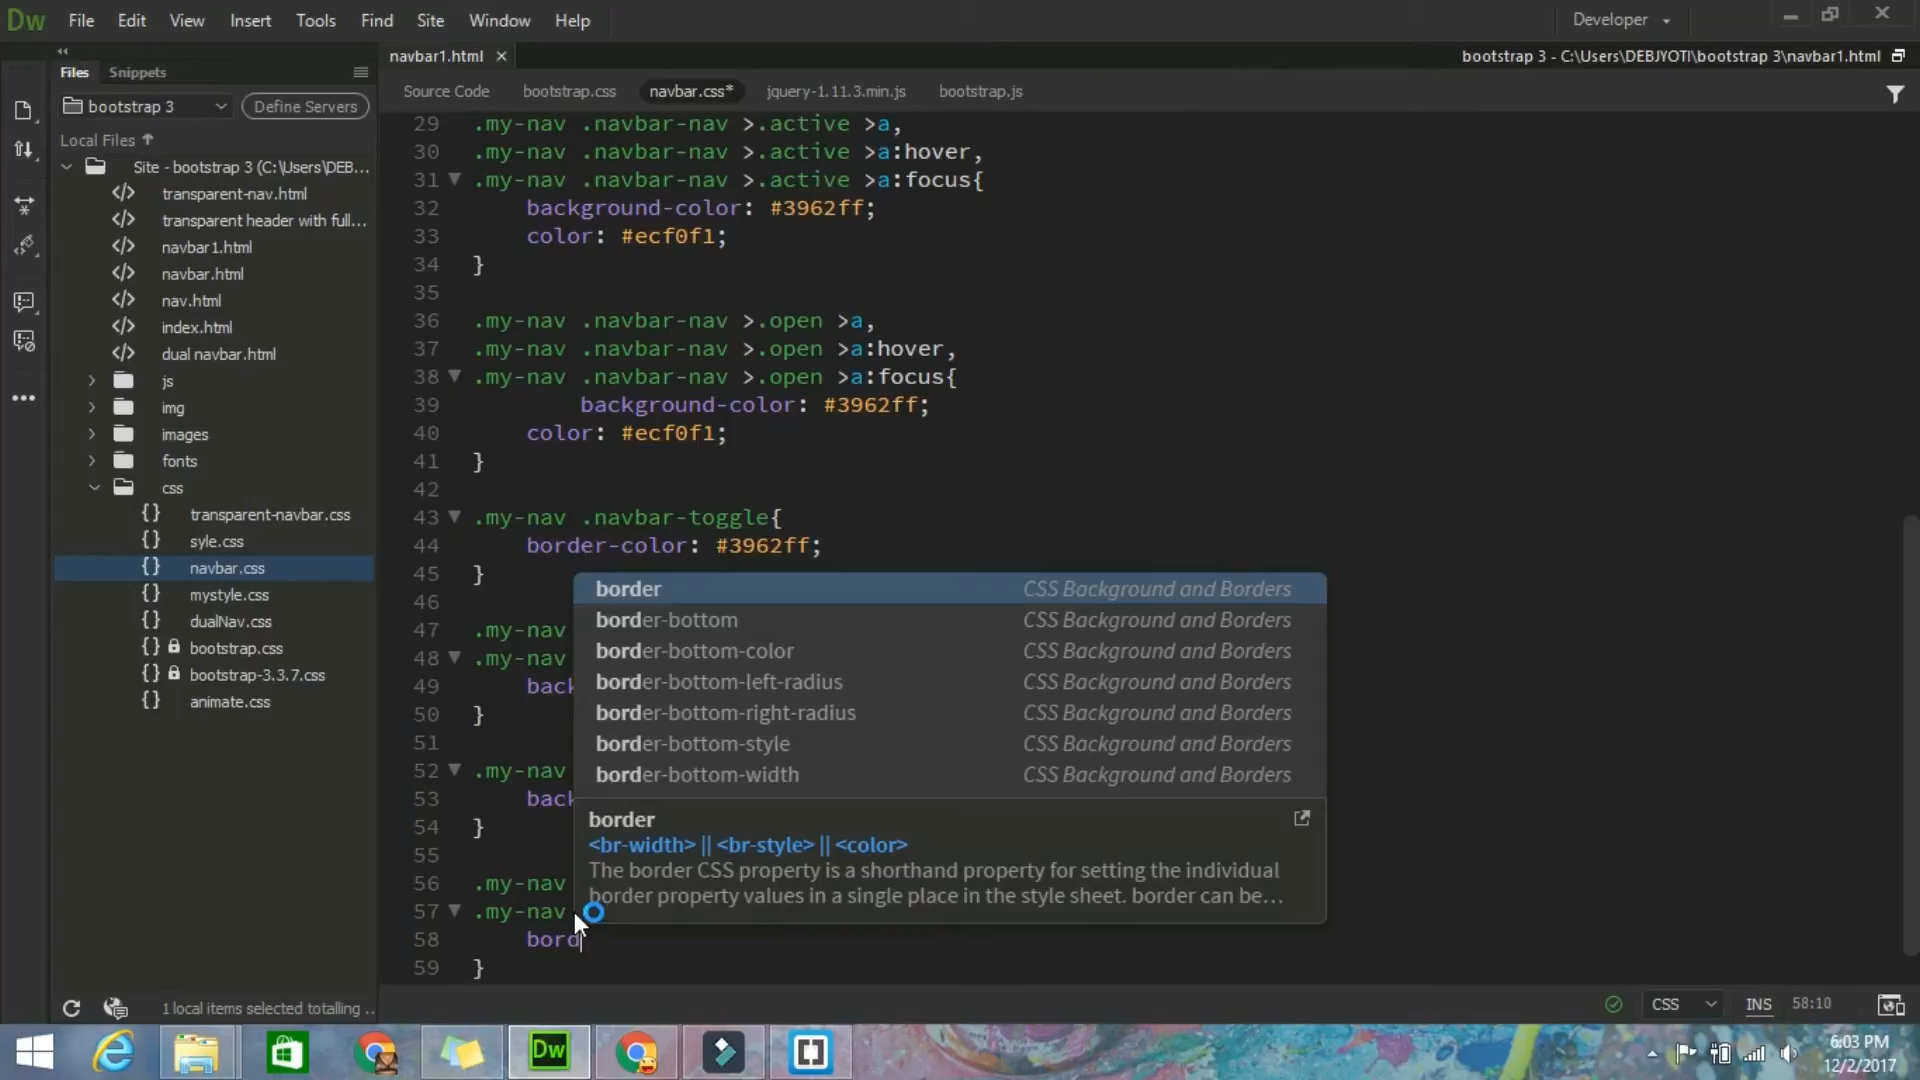 Dw File Edit View Insert Tools Find Site Window Help Developer
Files Snippets
navbar1.html
bootstrap 3 - C:\Users\DEBJYOTI\bootstrap 3\navbar1.html
Source Code bootstrap.css navbar.css* jquery-1.11.3.min.js bootstrap.js
bootstrap 3 Define Servers
Local Files
Site - bootstrap 3 (C:\Users\DEB...
transparent-nav.html
transparent header with full...
navbar1.html
navbar.html
nav.html
index.html
dual navbar.html
js
img
images
fonts
css
transparent-navbar.css
syle.css
navbar.css
mystyle.css
dualNav.css
bootstrap.css
bootstrap-3.3.7.css
animate.css
1 local items selected totalling ..
29 .my-nav .navbar-nav >.active >a,
30 .my-nav .navbar-nav >.active >a:hover,
31 .my-nav .navbar-nav >.active >a:focus{
32 background-color: #3962ff;
33 color: #ecf0f1;
34 }
35
36 .my-nav .navbar-nav >.open >a,
37 .my-nav .navbar-nav >.open >a:hover,
38 .my-nav .navbar-nav >.open >a:focus{
39 background-color: #3962ff;
40 color: #ecf0f1;
41 }
42
43 .my-nav .navbar-toggle{
44 border-color: #3962ff;
45 }
46
47 .my-nav
48 .my-nav
49 back
50 }
51
52 .my-nav
53 back
54 }
55
56 .my-nav
57 .my-nav
58 bord
59 }
border CSS Background and Borders
border-bottom CSS Background and Borders
border-bottom-color CSS Background and Borders
border-bottom-left-radius CSS Background and Borders
border-bottom-right-radius CSS Background and Borders
border-bottom-style CSS Background and Borders
border-bottom-width CSS Background and Borders
border
<br-width> || <br-style> || <color>
The border CSS property is a shorthand property for setting the individual
border property values in a single place in the style sheet. border can be...
CSS INS 58:10
Dw
6:03 PM
12/2/2017